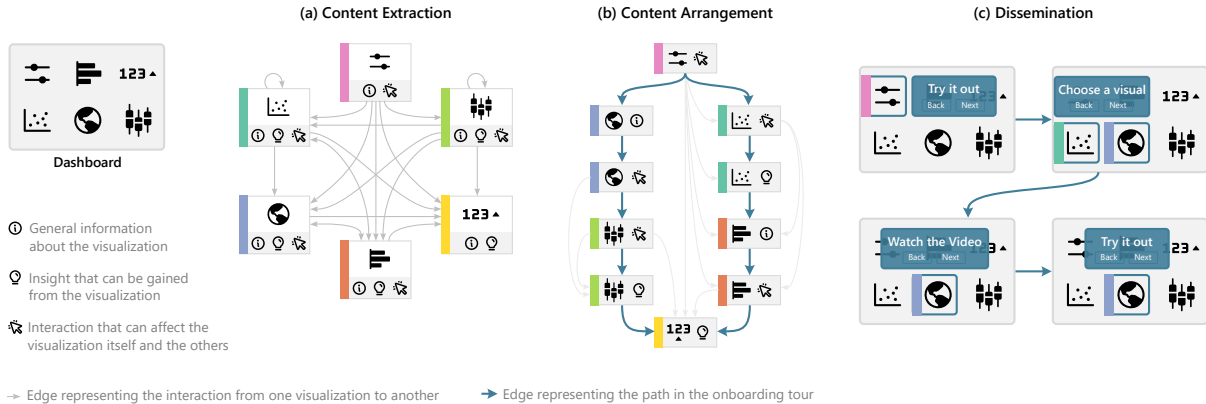 (a) Content Extraction
(b) Content Arrangement
(c) Dissemination
123
Dashboard
General information
about the visualization
Insight that can be gained
from the visualization
Interaction that can affect the
visualization itself and the others
123
123
Try it out
Back Next
Choose a visual
Back Next
123
Watch the Video
Back Next
123
Try it out
Back Next
123
Edge representing the interaction from one visualization to another
Edge representing the path in the onboarding tour